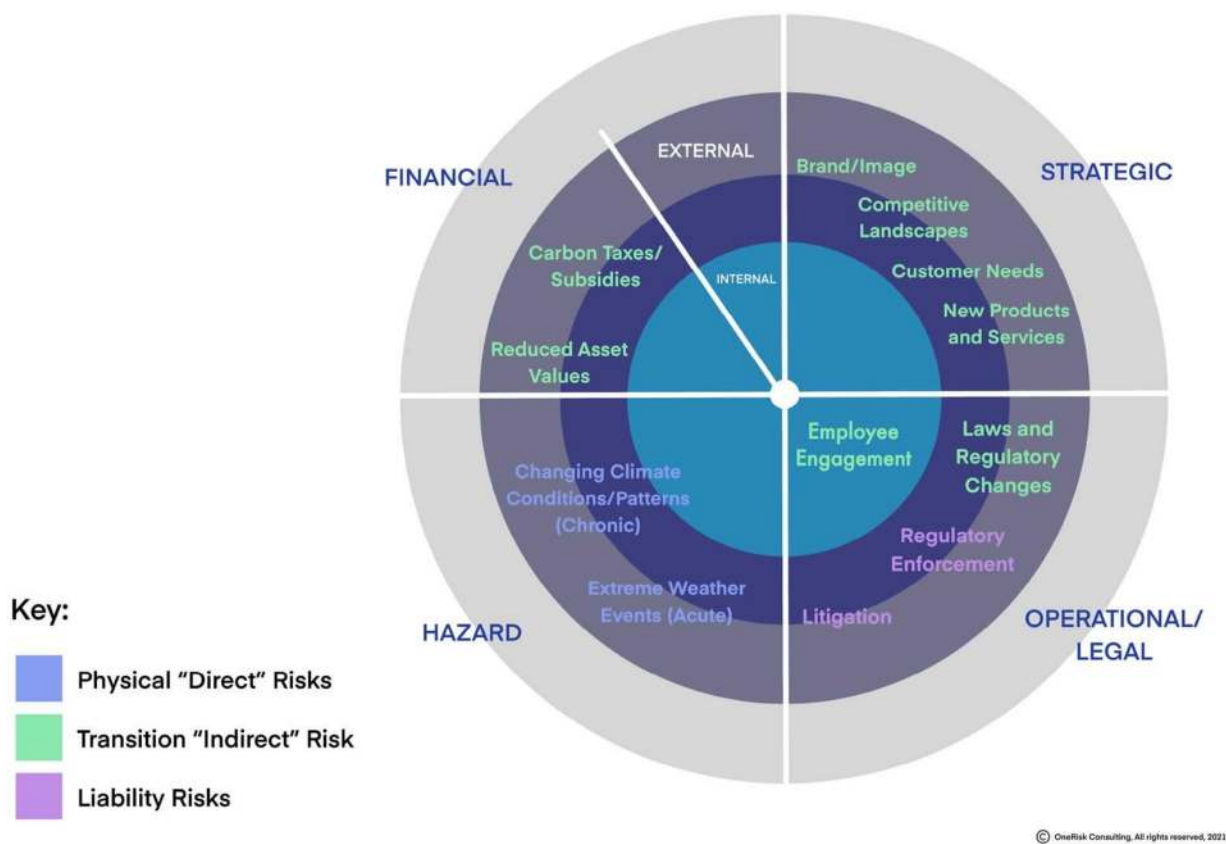 FINANCIAL
EXTERNAL
INTERNAL
Carbon Taxes/
Subsidies
Reduced Asset
Values
STRATEGIC
Brand/Image
Competitive
Landscapes
Customer Needs
New Products
and Services
HAZARD
Changing Climate
Conditions/Patterns
(Chronic)
Extreme Weather
Events (Acute)
OPERATIONAL/
LEGAL
Employee
Engagement
Laws and
Regulatory
Changes
Regulatory
Enforcement
Litigation
Key:
Physical “Direct” Risks
Transition “Indirect” Risk
Liability Risks
© OneRisk Consulting, All rights reserved, 2021